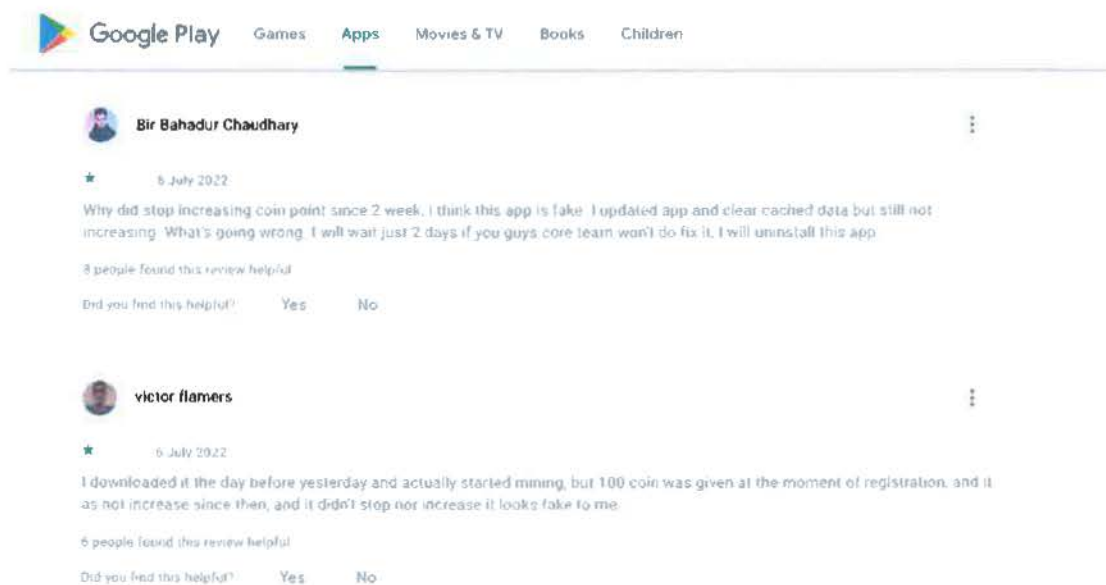 Google Play Games Apps Movies & TV Books Children
Bir Bahadur Chaudhary
6 July 2022
Why did stop increasing coin point since 2 week, I think this app is fake. I updated app and clear cached data but still not
increasing. What's going wrong. I will wait just 2 days if you guys core team won't do fix it, I will uninstall this app
8 people found this review helpful
Did you find this helpful? Yes No
victor flamers
6 July 2022
I downloaded it the day before yesterday and actually started mining, but 100 coin was given at the moment of registration, and it
as not increase since then, and it didn't stop nor increase it looks fake to me
6 people found this review helpful
Did you find this helpful? Yes No